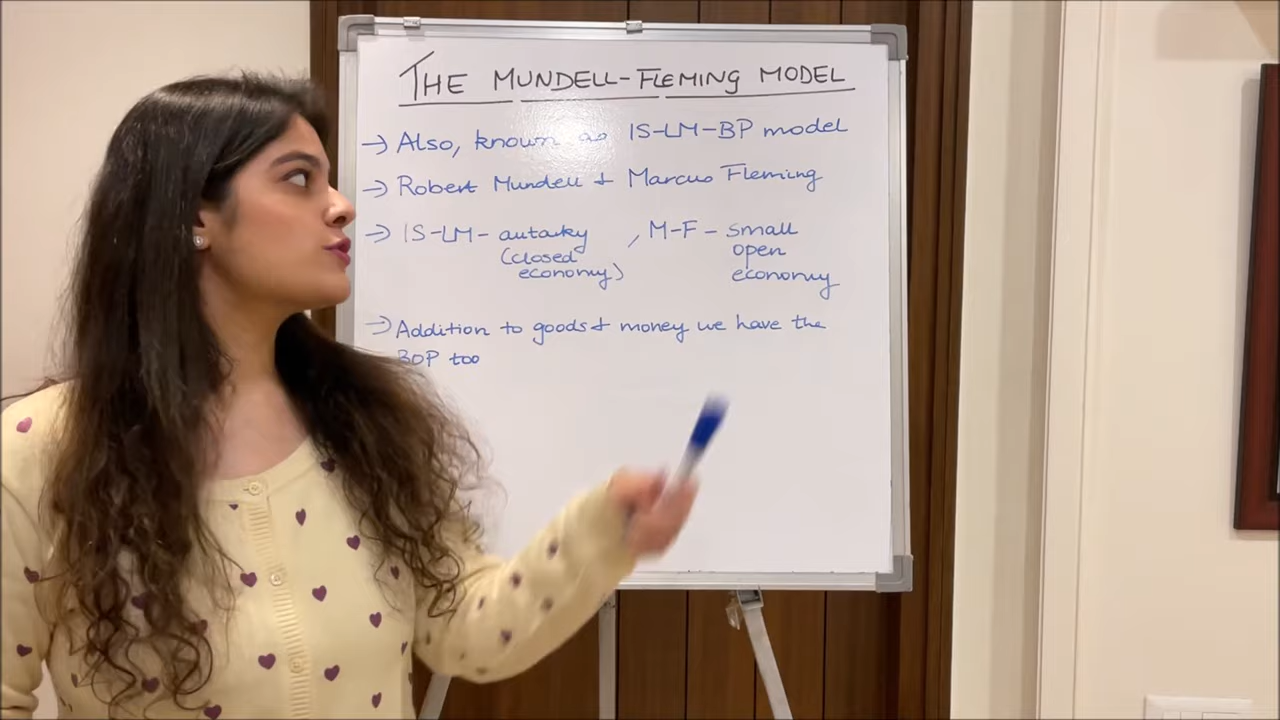 THE MUNDELL-FLEMING MODEL
→ Also, known as IS-LM-BP model
→ Robert Mundell + Marcus Fleming
→ IS-LM- autarky , M-F - small
(closed open
economy) economy
→ Addition to goods + money we have the
BOP too